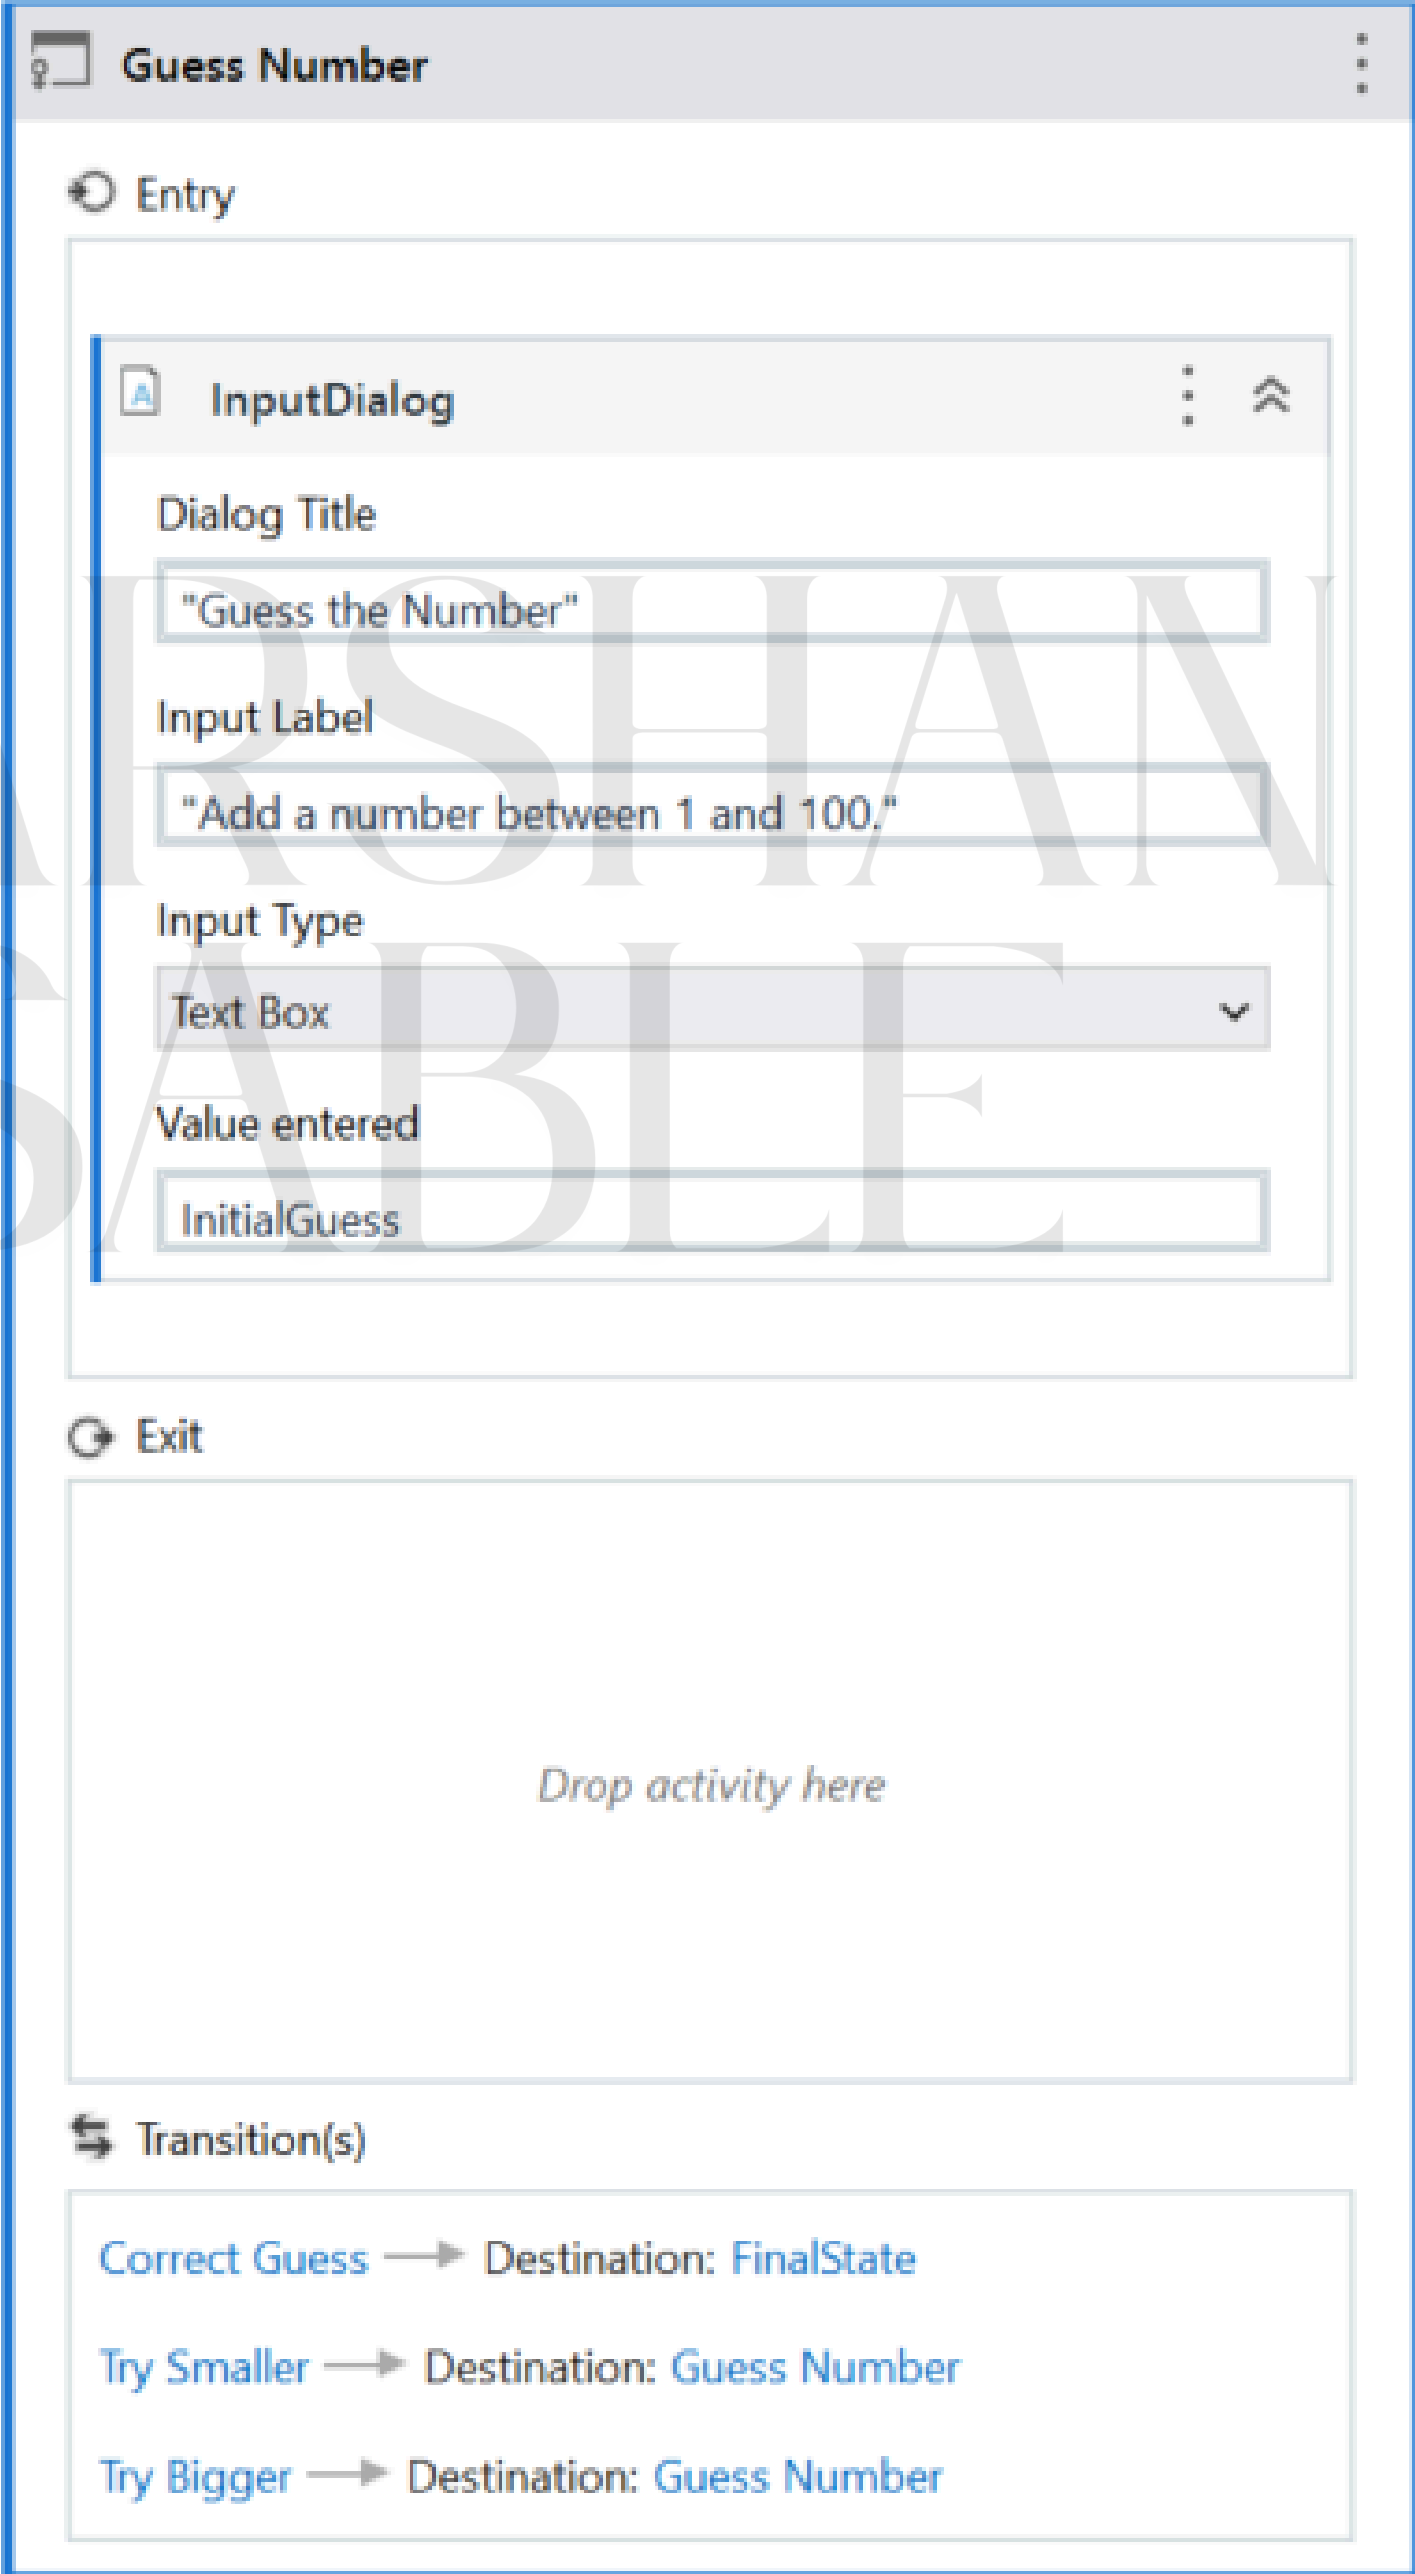 Guess Number
Entry
InputDialog
Dialog Title
"Guess the Number"
Input Label
"Add a number between 1 and 100."
Input Type
Text Box
Value entered
InitialGuess
ARSHAN
SABLE
Exit
Drop activity here
Transition(s)
Correct Guess Destination: FinalState
Try Smaller Destination: Guess Number
Try Bigger Destination: Guess Number